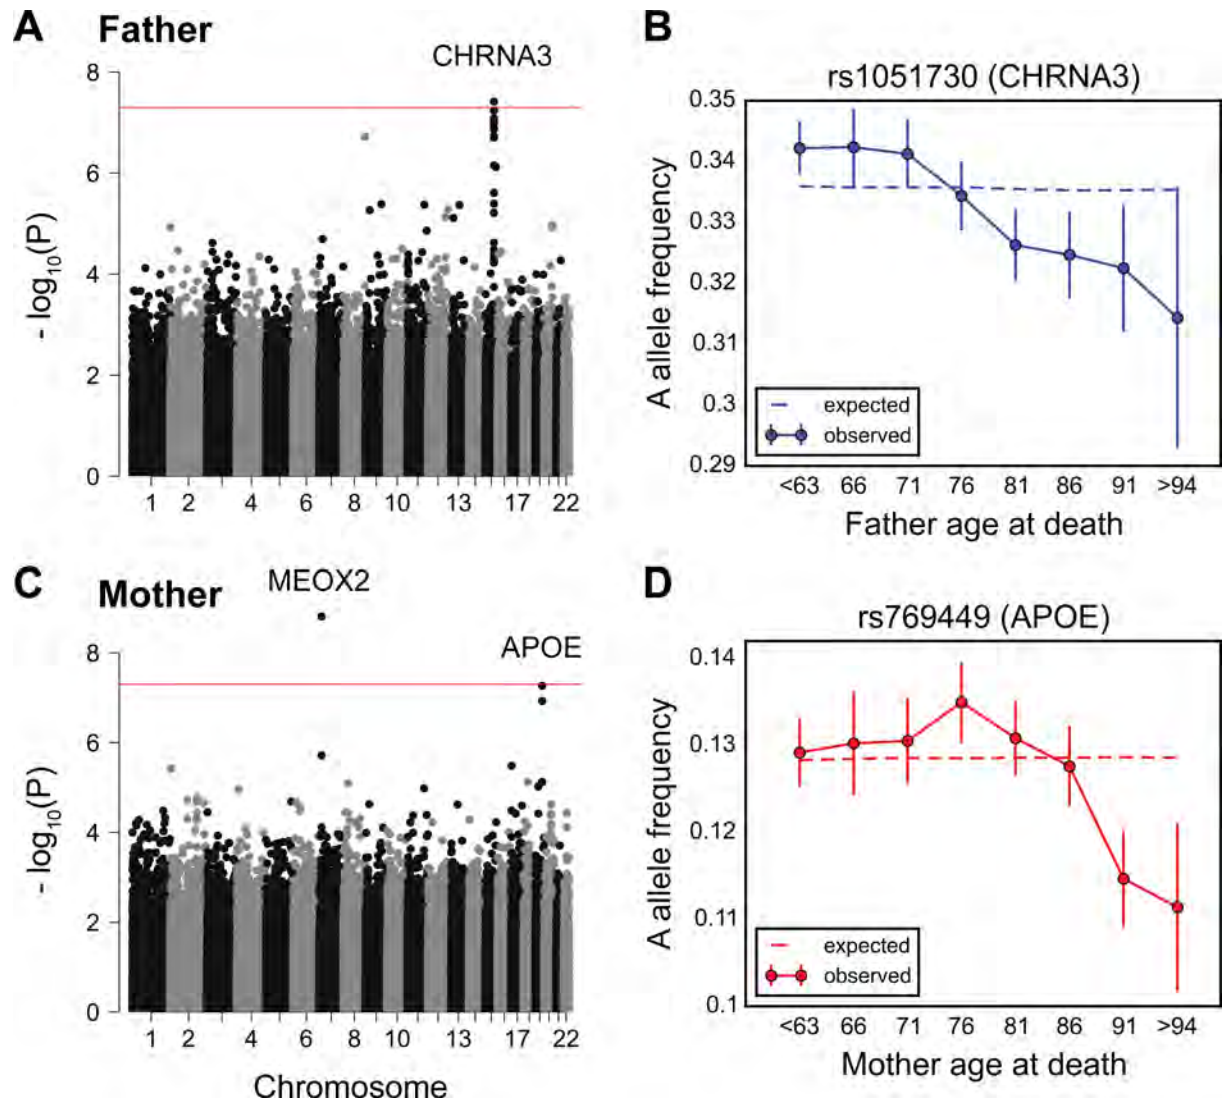 A Father
CHRNA3
- log10(P)
8
6
4
2
0
1 2 4 6 8 10 13 17 22
B
rs1051730 (CHRNA3)
A allele frequency
0.35
0.34
0.33
0.32
0.31
0.3
0.29
expected
observed
<63 66 71 76 81 86 91 >94
Father age at death
C Mother
MEOX2
APOE
- log10(P)
8
6
4
2
0
1 2 4 6 8 10 13 17 22
Chromosome
D
rs769449 (APOE)
A allele frequency
0.14
0.13
0.12
0.11
0.1
expected
observed
<63 66 71 76 81 86 91 >94
Mother age at death